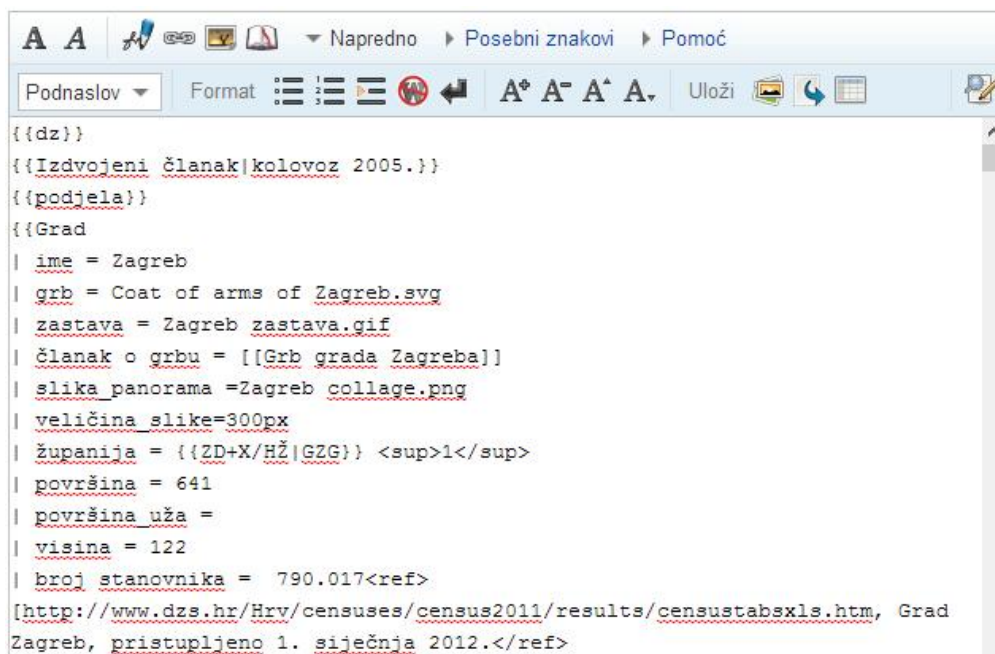 A A Napredno Posebni znakovi Pomoć
Podnaslov Format A+ A- A A Uloži
{{dz}}
{{Izdvojeni članak|kolovoz 2005.}}
{{podjela}}
{{Grad
| ime = Zagreb
| grb = Coat of arms of Zagreb.svg
| zastava = Zagreb zastava.gif
| članak o grbu = [[Grb grada Zagreba]]
| slika_panorama =Zagreb collage.png
| veličina_slike=300px
| županija = {{ZD+X/HŽ|GZG}} <sup>1</sup>
| površina = 641
| površina_uža =
| visina = 122
| broj stanovnika =  790.017<ref>
[http://www.dzs.hr/Hrv/censuses/census2011/results/censustabsxls.htm, Grad
Zagreb, pristupljeno 1. siječnja 2012.</ref>